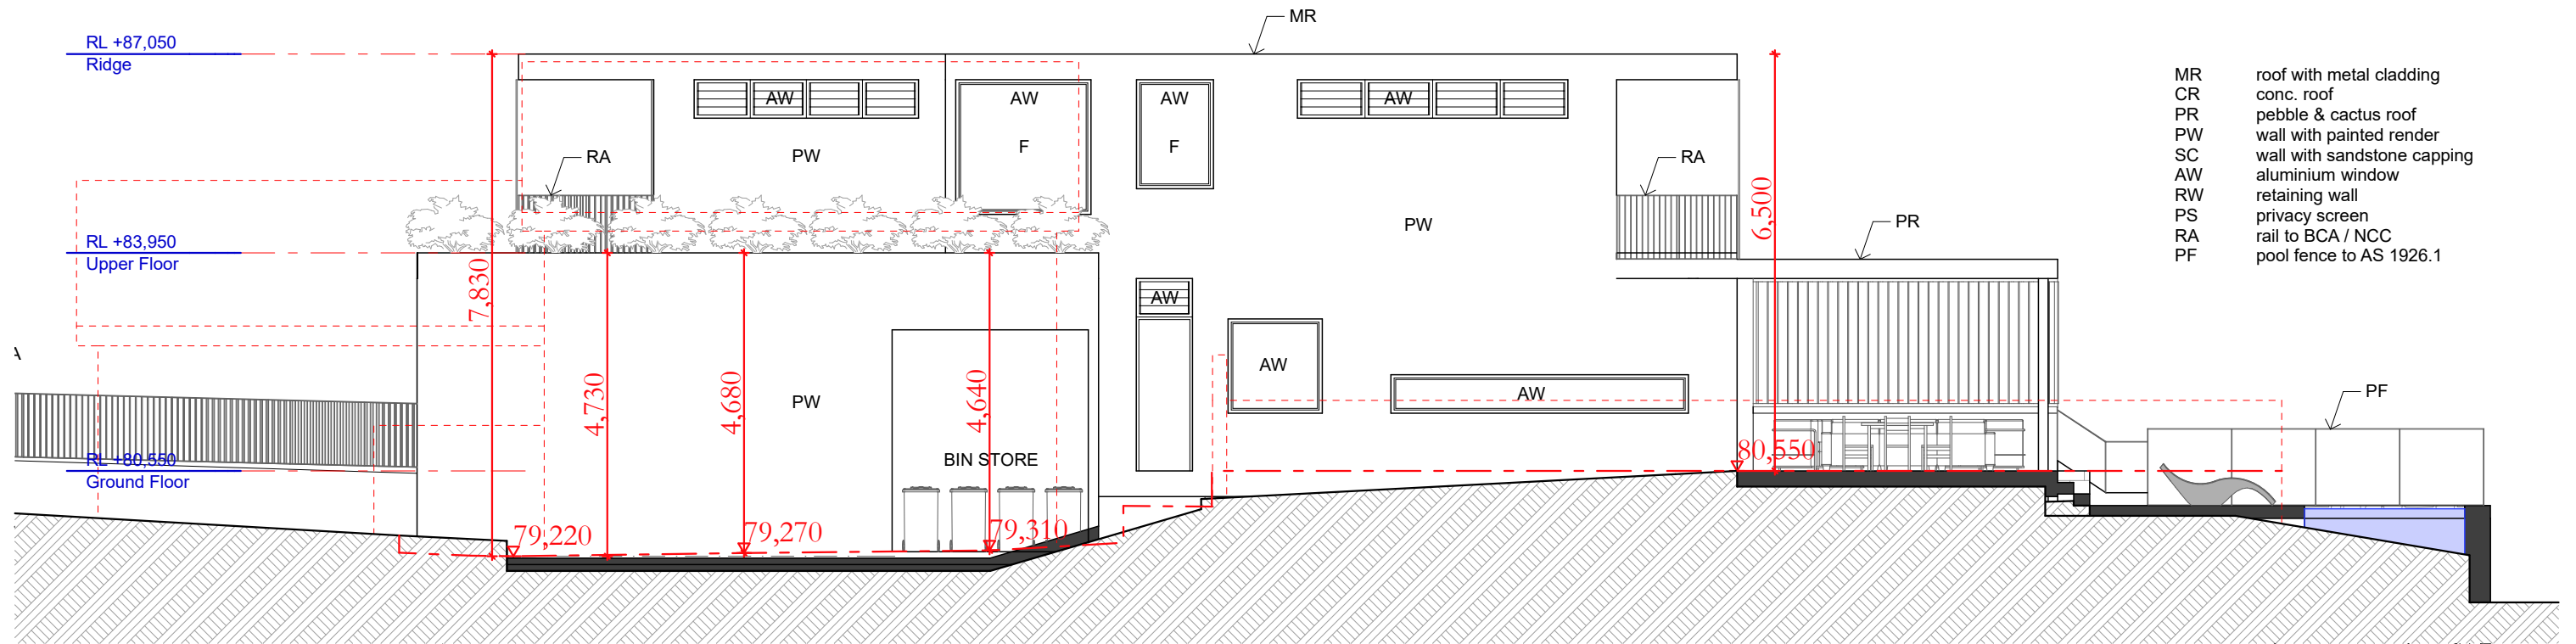 MR
RL +87,050
Ridge
MR roof with metal cladding
CR conc. roof
PR pebble & cactus roof
PW wall with painted render
SC wall with sandstone capping
AW aluminium window
RW retaining wall
PS privacy screen
RA rail to BCA / NCC
PF pool fence to AS 1926.1
AW
AW
AW
AW
F
F
PW
RA
RA
6,500
PW
PR
RL +83,950
Upper Floor
7,830
AW
AW
4,730
4,680
4,640
PW
AW
PF
RL +80,550
Ground Floor
BIN STORE
80,550
79,220
79,270
79,310